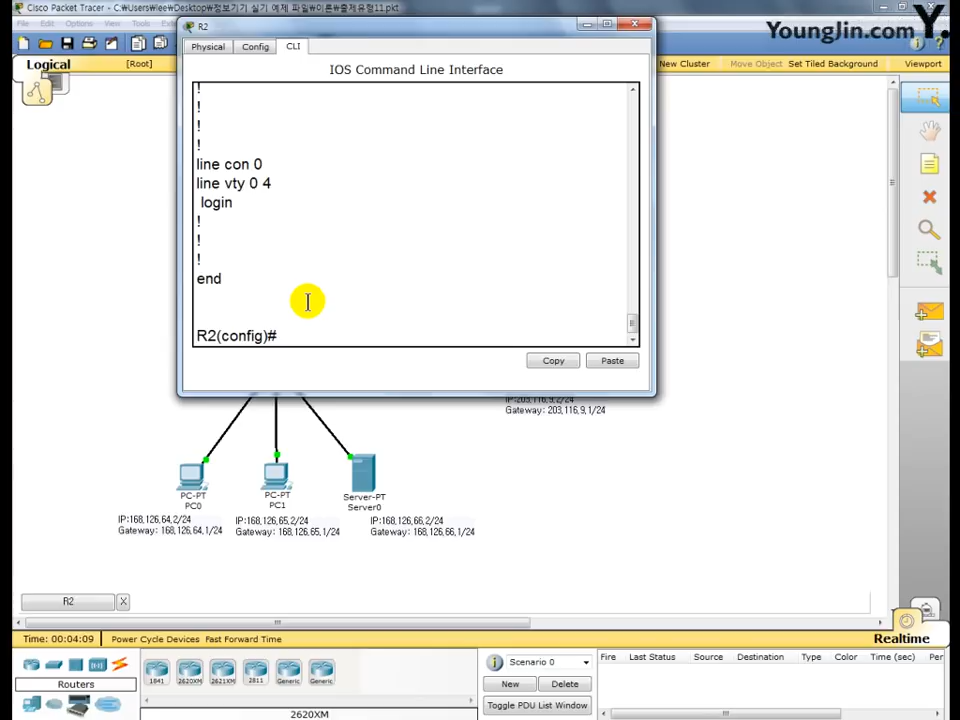 Cisco Packet Tracer - C:\Users\lee\Desktop\정보기기 실기 예제 파일\이론\출제유형11.pkt
File Edit Options View Tools
R2
YoungJin.com Y.
Physical Config CLI
Logical [Root] New Cluster Move Object Set Tiled Background Viewport
IOS Command Line Interface
!
!
!
!
line con 0
line vty 0 4
login
!
!
!
end
R2(config)#
Copy Paste
IP:203,116,9,2/24
Gateway: 203,116,9,1/24
PC-PT
PC0
PC-PT
PC1
Server-PT
Server0
IP:168,126,64,2/24
Gateway: 168,126,64,1/24
IP:168,126,65,2/24
Gateway: 168,126,65,1/24
IP:168,126,66,2/24
Gateway: 168,126,66,1/24
R2 X
Time: 00:04:09 Power Cycle Devices Fast Forward Time Realtime
Routers
1841 2620XM 2621XM 2811 Generic Generic
2620XM
Scenario 0
New Delete
Toggle PDU List Window
Fire Last Status Source Destination Type Color Time (sec) Per